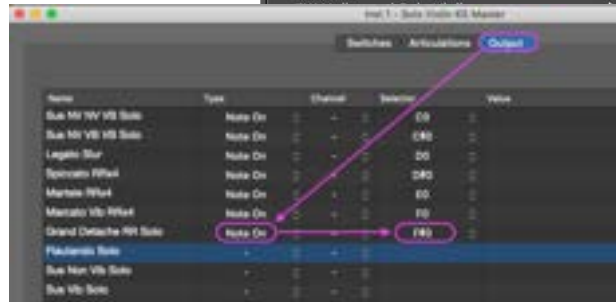 Inst 1 - Solo Violin KS Master
Switches Articulations Output
Name Type Channel Selector Value
Sus NV NV VB Solo Note On - C0
Sus NV VB VB Solo Note On - C#0
Legato Slur Note On - D0
Spiccato RRx4 Note On - D#0
Martele RRx4 Note On - E0
Marcato Vib RRx4 Note On - F0
Grand Detache RR Solo Note On - F#0
Flautando Solo - -
Sus Non Vib Solo - -
Sus Vib Solo - -